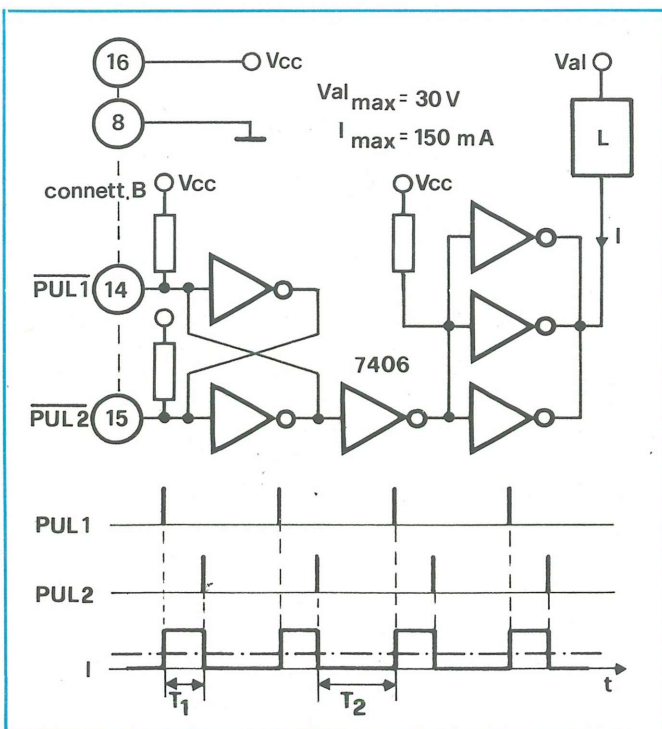 16
Vcc
8
connett.B
Val max = 30 V
I max = 150 mA
Val
L
I
Vcc
Vcc
PUL1
14
PUL2
15
7406
PUL1
PUL2
I
t
T1
T2